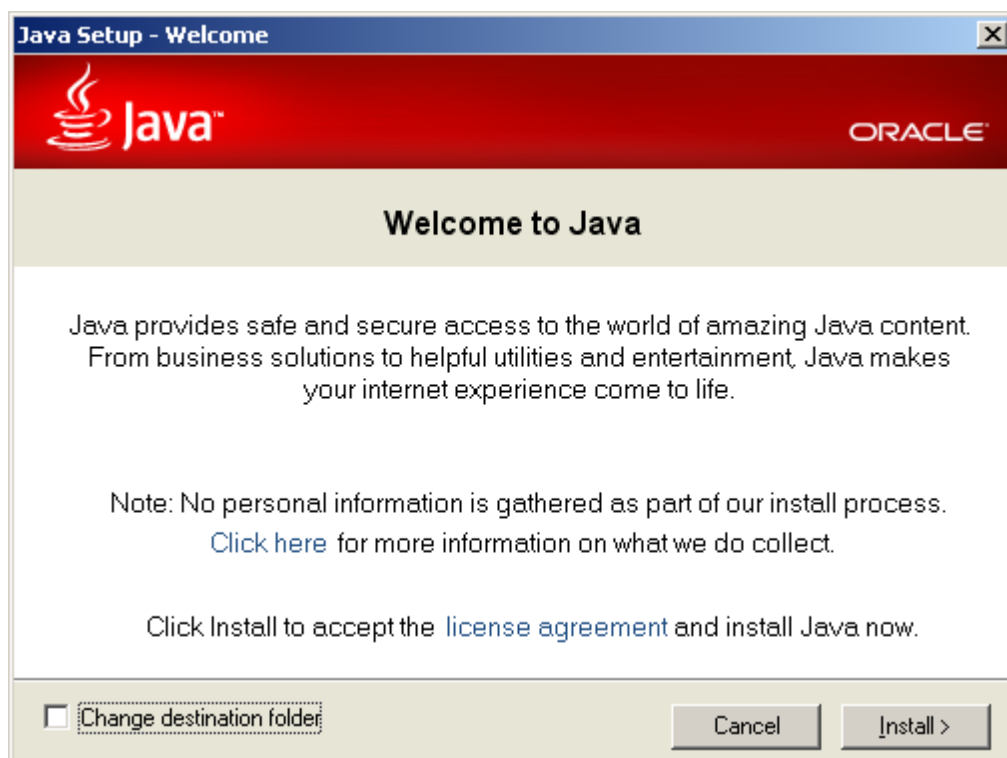 Java Setup - Welcome
Java™
ORACLE
Welcome to Java
Java provides safe and secure access to the world of amazing Java content.
From business solutions to helpful utilities and entertainment, Java makes
your internet experience come to life.
Note: No personal information is gathered as part of our install process.
Click here for more information on what we do collect.
Click Install to accept the license agreement and install Java now.
Change destination folder
Cancel
Install >